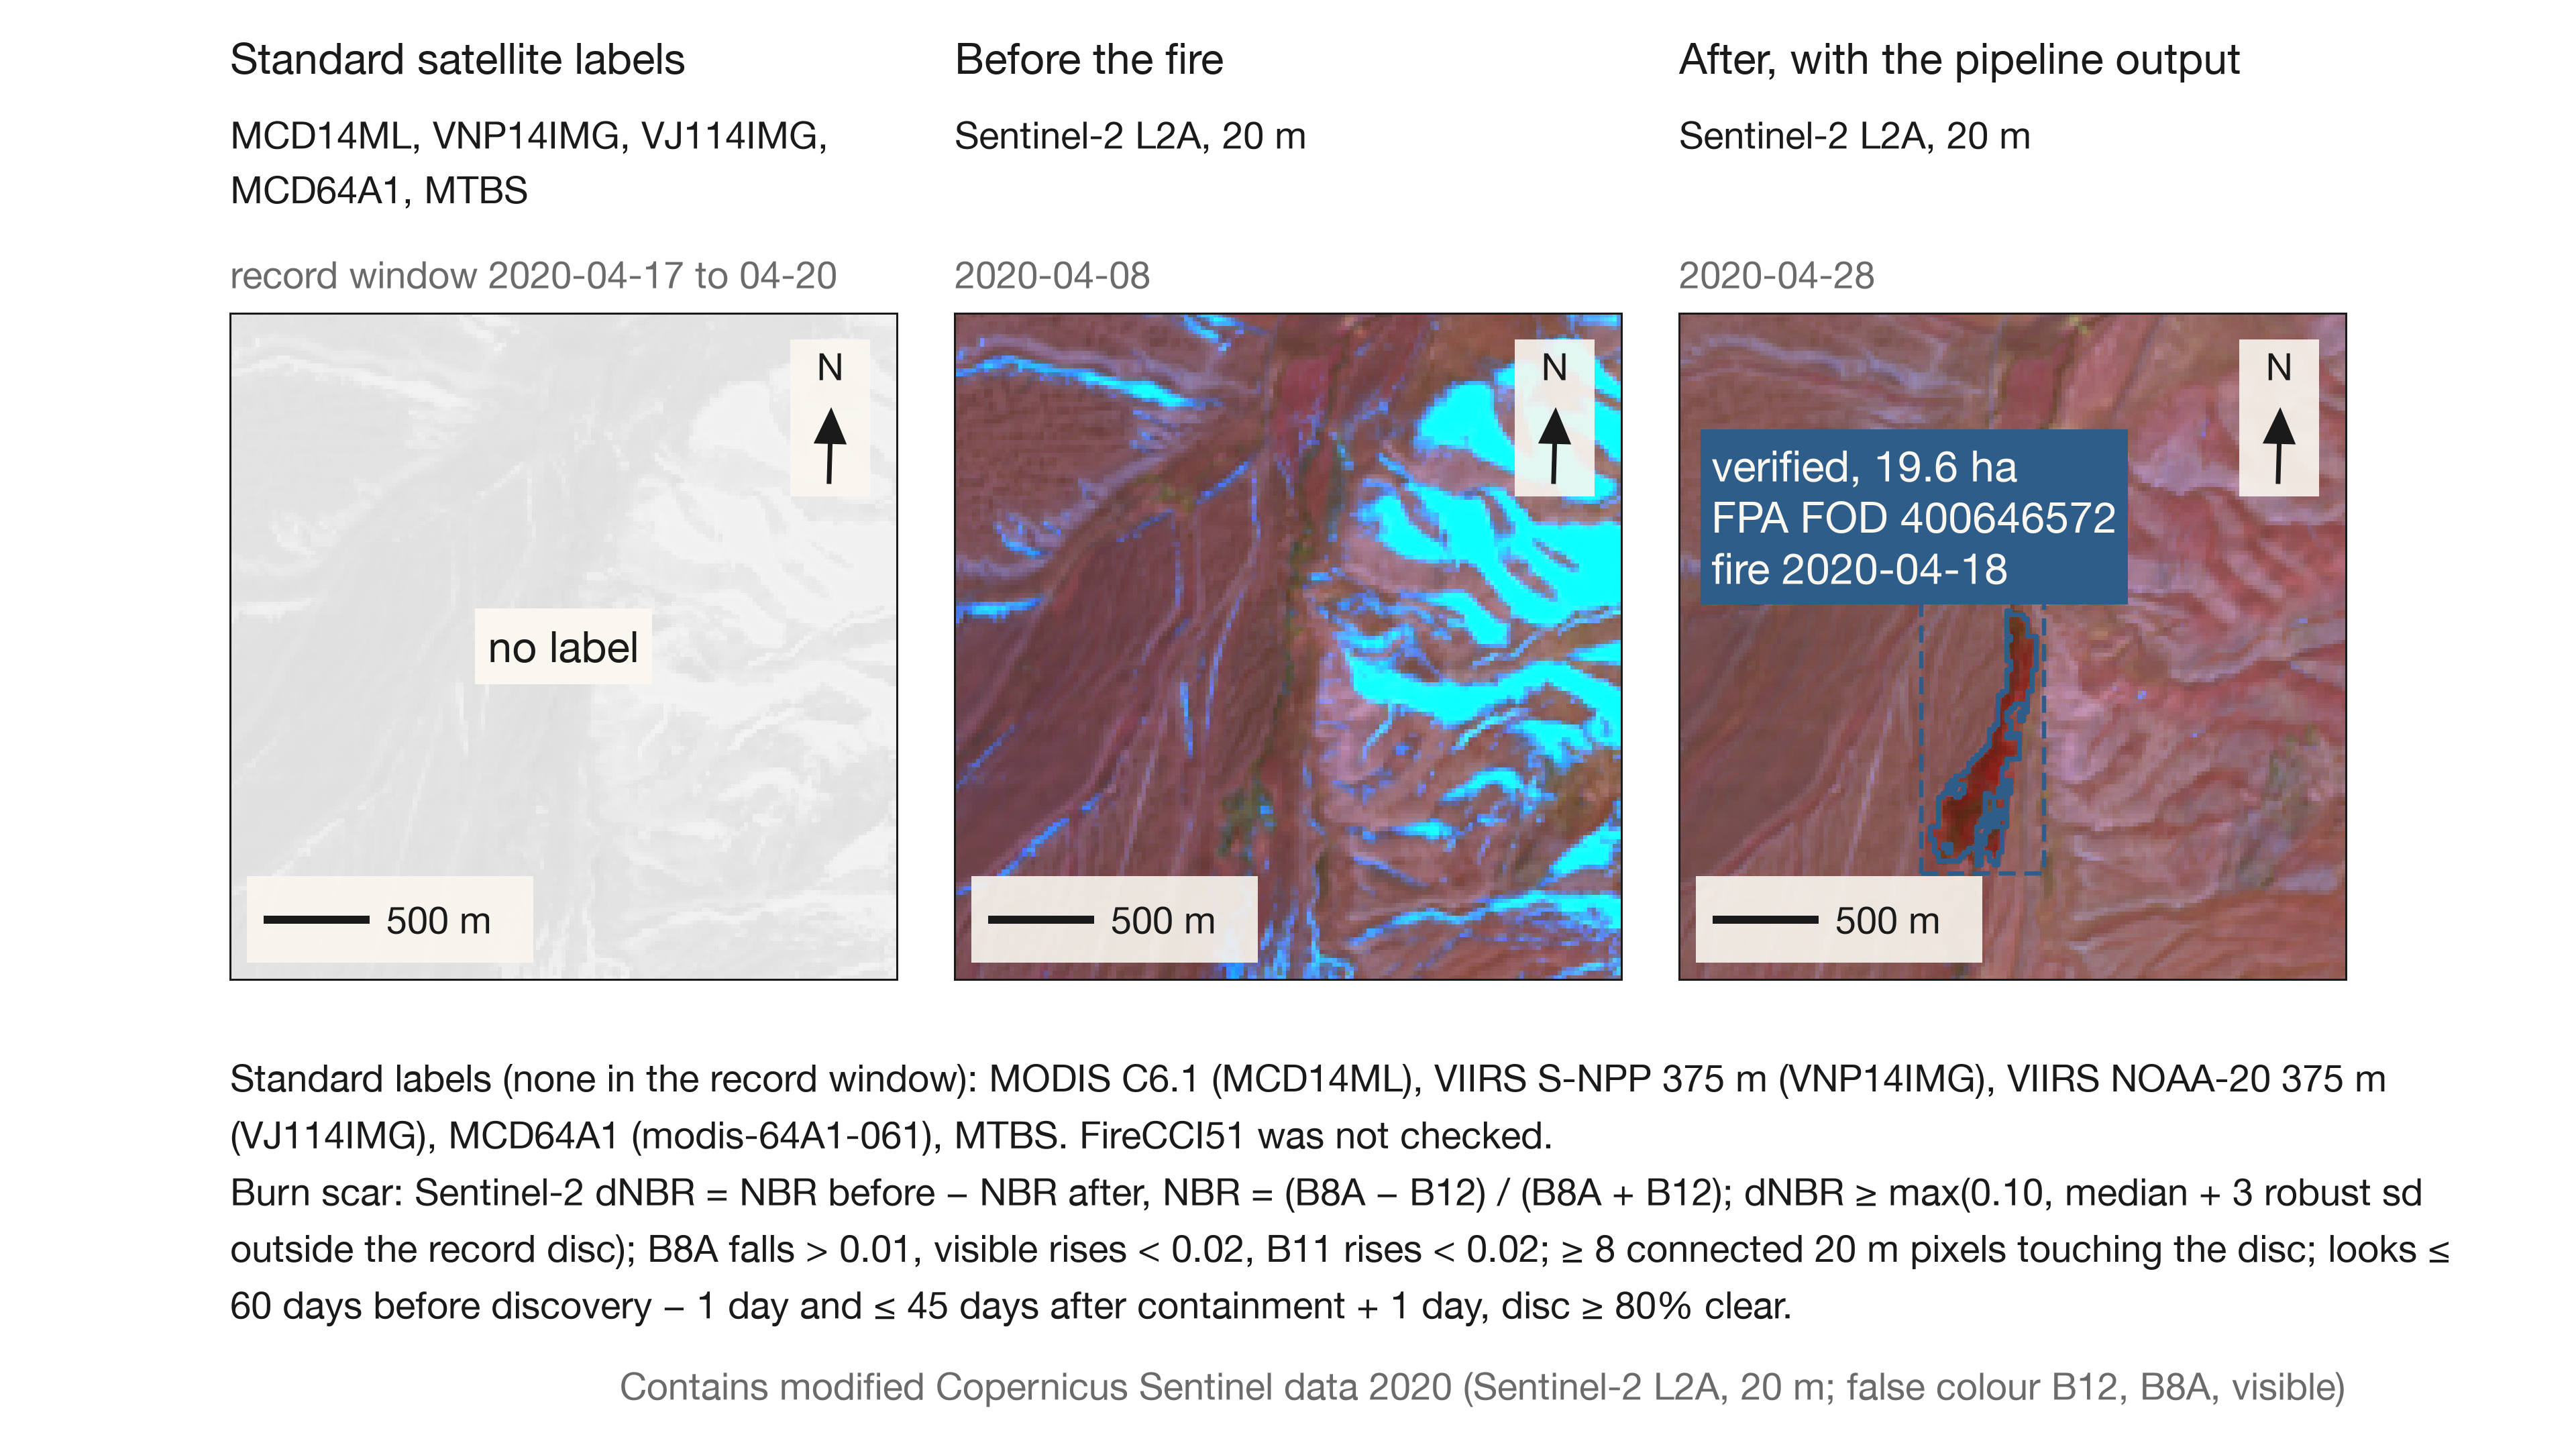 Standard satellite labels
MCD14ML, VNP14IMG, VJ114IMG,
MCD64A1, MTBS
record window 2020-04-17 to 04-20
Before the fire
Sentinel-2 L2A, 20 m
2020-04-08
After, with the pipeline output
Sentinel-2 L2A, 20 m
2020-04-28
N
no label
500 m
N
500 m
N
verified, 19.6 ha
FPA FOD 400646572
fire 2020-04-18
500 m
Standard labels (none in the record window): MODIS C6.1 (MCD14ML), VIIRS S-NPP 375 m (VNP14IMG), VIIRS NOAA-20 375 m
(VJ114IMG), MCD64A1 (modis-64A1-061), MTBS. FireCCI51 was not checked.
Burn scar: Sentinel-2 dNBR = NBR before − NBR after, NBR = (B8A − B12) / (B8A + B12); dNBR ≥ max(0.10, median + 3 robust sd
outside the record disc); B8A falls > 0.01, visible rises < 0.02, B11 rises < 0.02; ≥ 8 connected 20 m pixels touching the disc; looks ≤
60 days before discovery − 1 day and ≤ 45 days after containment + 1 day, disc ≥ 80% clear.
Contains modified Copernicus Sentinel data 2020 (Sentinel-2 L2A, 20 m; false colour B12, B8A, visible)